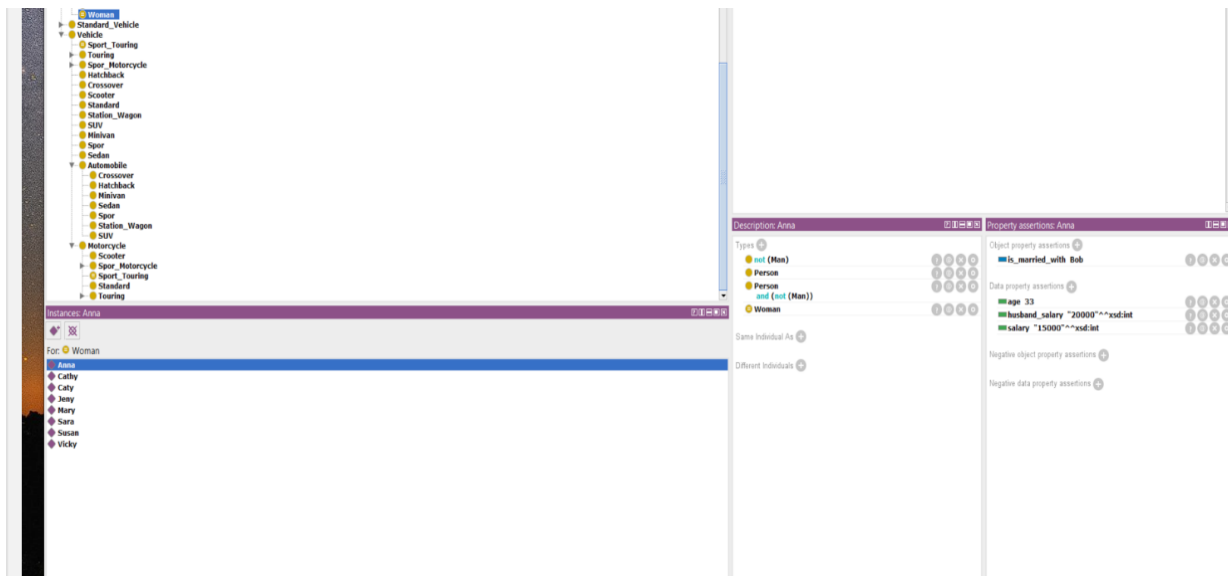 Woman
Standard_Vehicle
Vehicle
Sport_Touring
Touring
Spor_Motorcycle
Hatchback
Crossover
Scooter
Standard
Station_Wagon
SUV
Minivan
Spor
Sedan
Automobile
Crossover
Hatchback
Minivan
Sedan
Spor
Station_Wagon
SUV
Motorcycle
Scooter
Spor_Motorcycle
Sport_Touring
Standard
Touring
Instances: Anna
For: Woman
Anna
Cathy
Caty
Jeny
Mary
Sara
Susan
Vicky
Description: Anna
Types
not (Man)
Person
Person
and (not (Man))
Woman
Same Individual As
Different Individuals
Property assertions: Anna
Object property assertions
is_married_with Bob
Data property assertions
age 33
husband_salary "20000"^^xsd:int
salary "15000"^^xsd:int
Negative object property assertions
Negative data property assertions